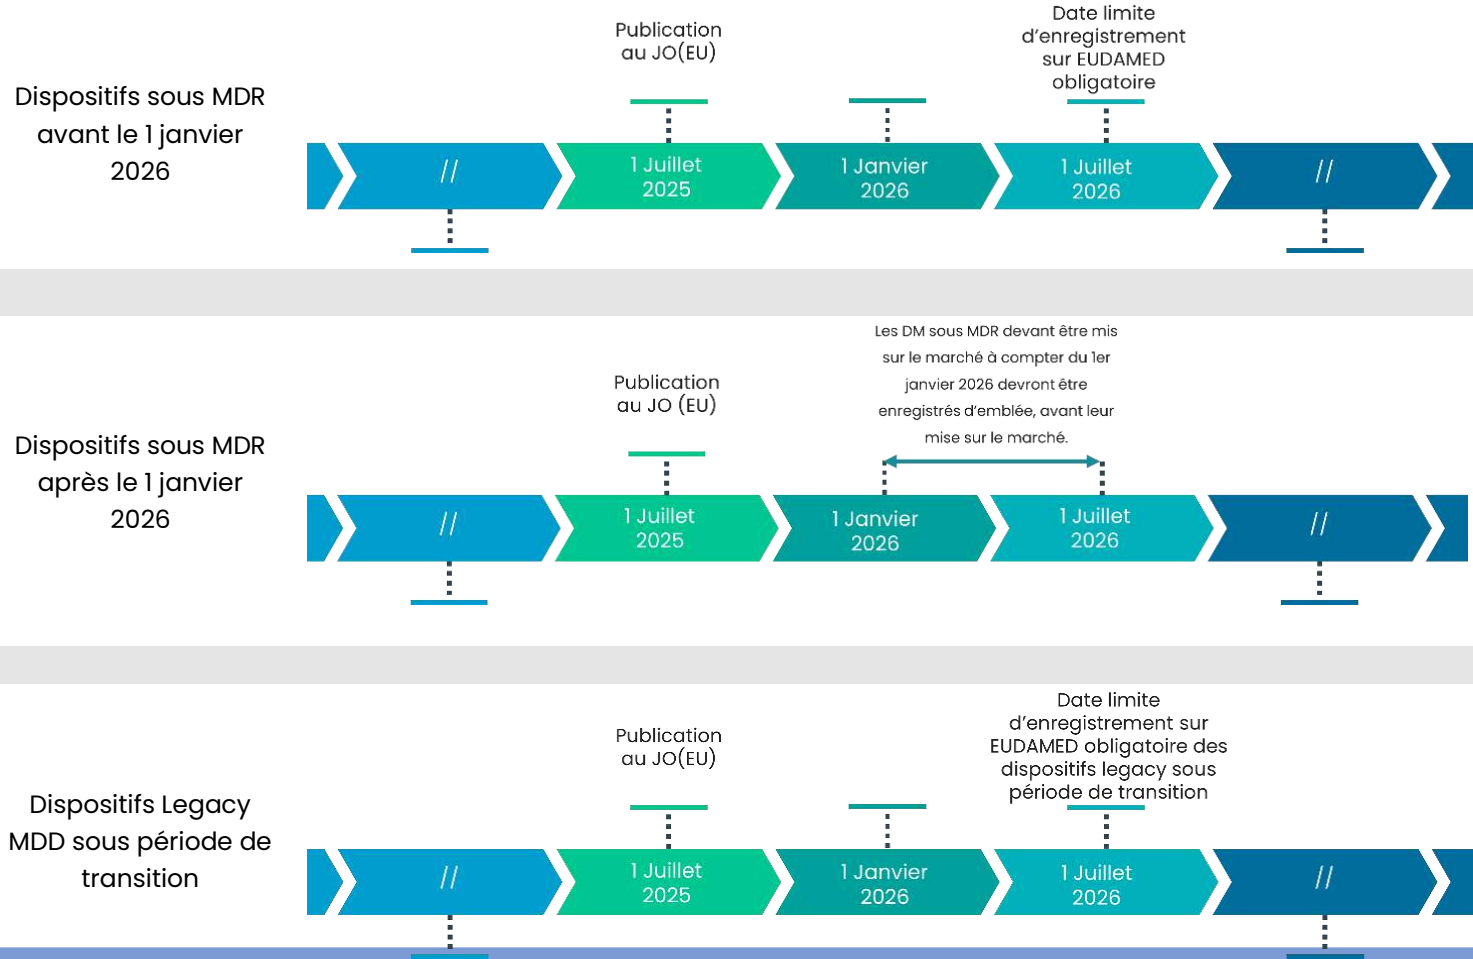 Dispositifs sous MDR
avant le 1 janvier
2026
Publication
au JO(EU)
Date limite
d'enregistrement
sur EUDAMED
obligatoire
//
1 Juillet
2025
1 Janvier
2026
1 Juillet
2026
//
Dispositifs sous MDR
après le 1 janvier
2026
Publication
au JO (EU)
Les DM sous MDR devant être mis
sur le marché à compter du 1er
janvier 2026 devront être
enregistrés d'emblée, avant leur
mise sur le marché.
//
1 Juillet
2025
1 Janvier
2026
1 Juillet
2026
//
Dispositifs Legacy
MDD sous période de
transition
Publication
au JO(EU)
Date limite
d'enregistrement sur
EUDAMED obligatoire des
dispositifs legacy sous
période de transition
//
1 Juillet
2025
1 Janvier
2026
1 Juillet
2026
//